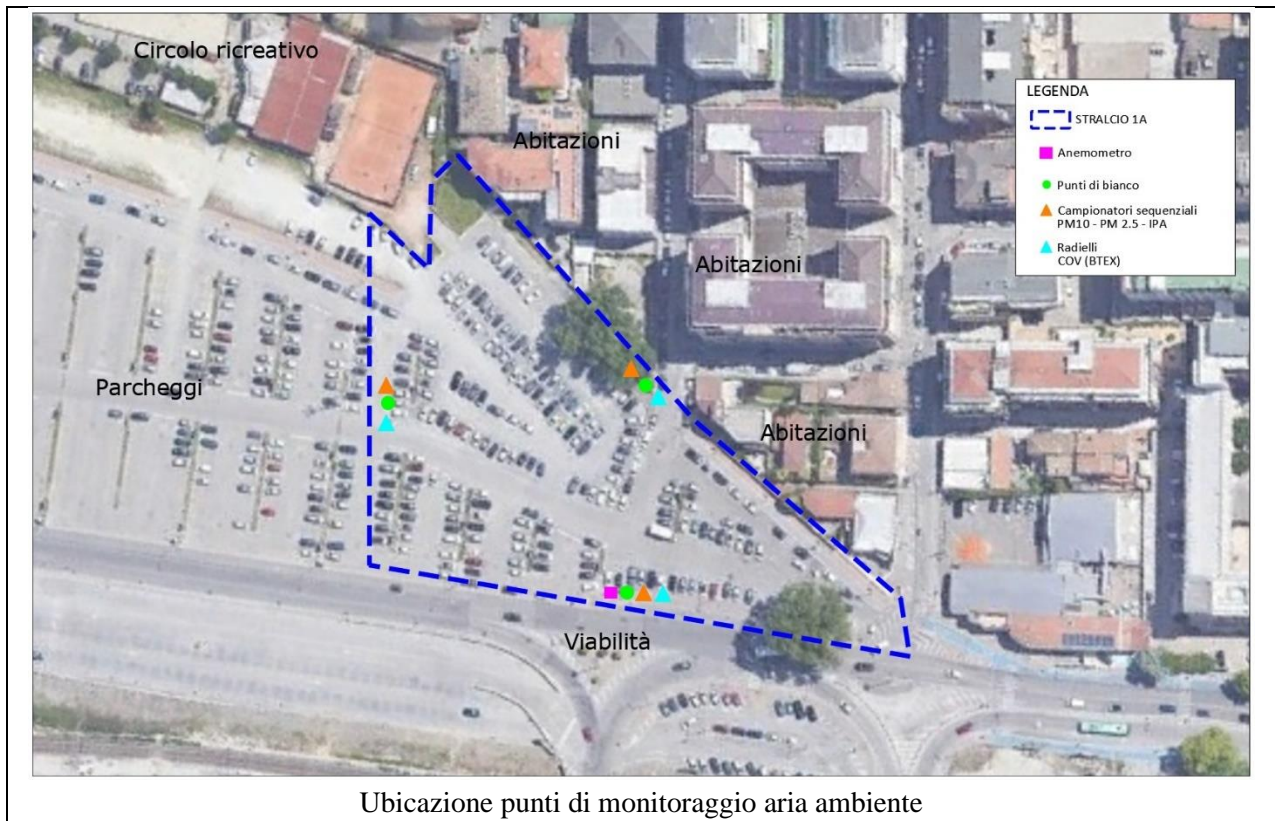 Circolo ricreativo
LEGENDA
STRALCIO 1A
Anemometro
Punti di bianco
Campionatori sequenziali
PM10 - PM 2.5 - IPA
Radielli
COV (BTEX)
Abitazioni
Abitazioni
Parcheggi
Abitazioni
Viabilità
Ubicazione punti di monitoraggio aria ambiente